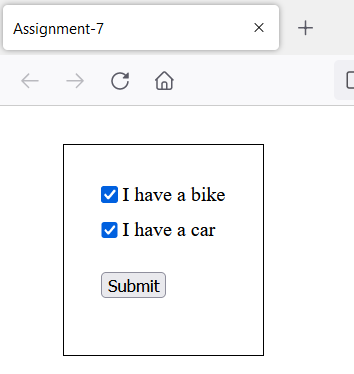 Assignment-7
I have a bike
I have a car
Submit